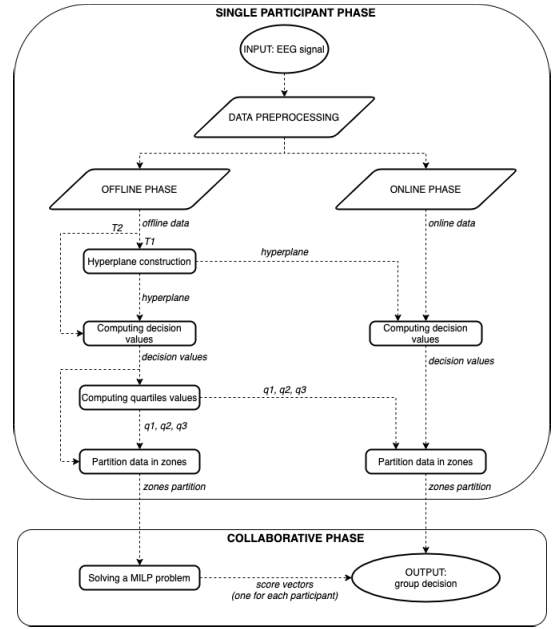 SINGLE PARTICIPANT PHASE
INPUT: EEG signal
DATA PREPROCESSING
OFFLINE PHASE
ONLINE PHASE
T2
offline data
online data
T1
Hyperplane construction
hyperplane
hyperplane
Computing decision
values
Computing decision
values
decision values
decision values
Computing quartiles values
q1, q2, q3
q1, q2, q3
Partition data in zones
Partition data in zones
zones partition
zones partition
COLLABORATIVE PHASE
Solving a MILP problem
score vectors
(one for each participant)
OUTPUT:
group decision